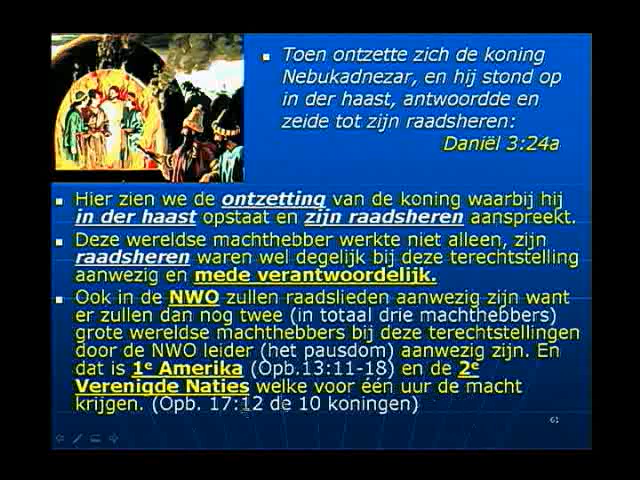 Toen ontzette zich de koning
Nebukadnezar, en hij stond op
in der haast, antwoordde en
zeide tot zijn raadsheren:
Daniël 3:24a
Hier zien we de ontzetting van de koning waarbij hij
in der haast opstaat en zijn raadsheren aanspreekt.
Deze wereldse machthebber werkte niet alleen, zijn
raadsheren waren wel degelijk bij deze terechtstelling
aanwezig en mede verantwoordelijk.
Ook in de NWO zullen raadslieden aanwezig zijn want
er zullen dan nog twee (in totaal drie machthebbers)
grote wereldse machthebbers bij deze terechtstellingen
door de NWO leider (het pausdom) aanwezig zijn. En
dat is 1e Amerika (Opb.13:11-18) en de 2e
Verenigde Naties welke voor één uur de macht
krijgen. (Opb. 17:12 de 10 koningen)